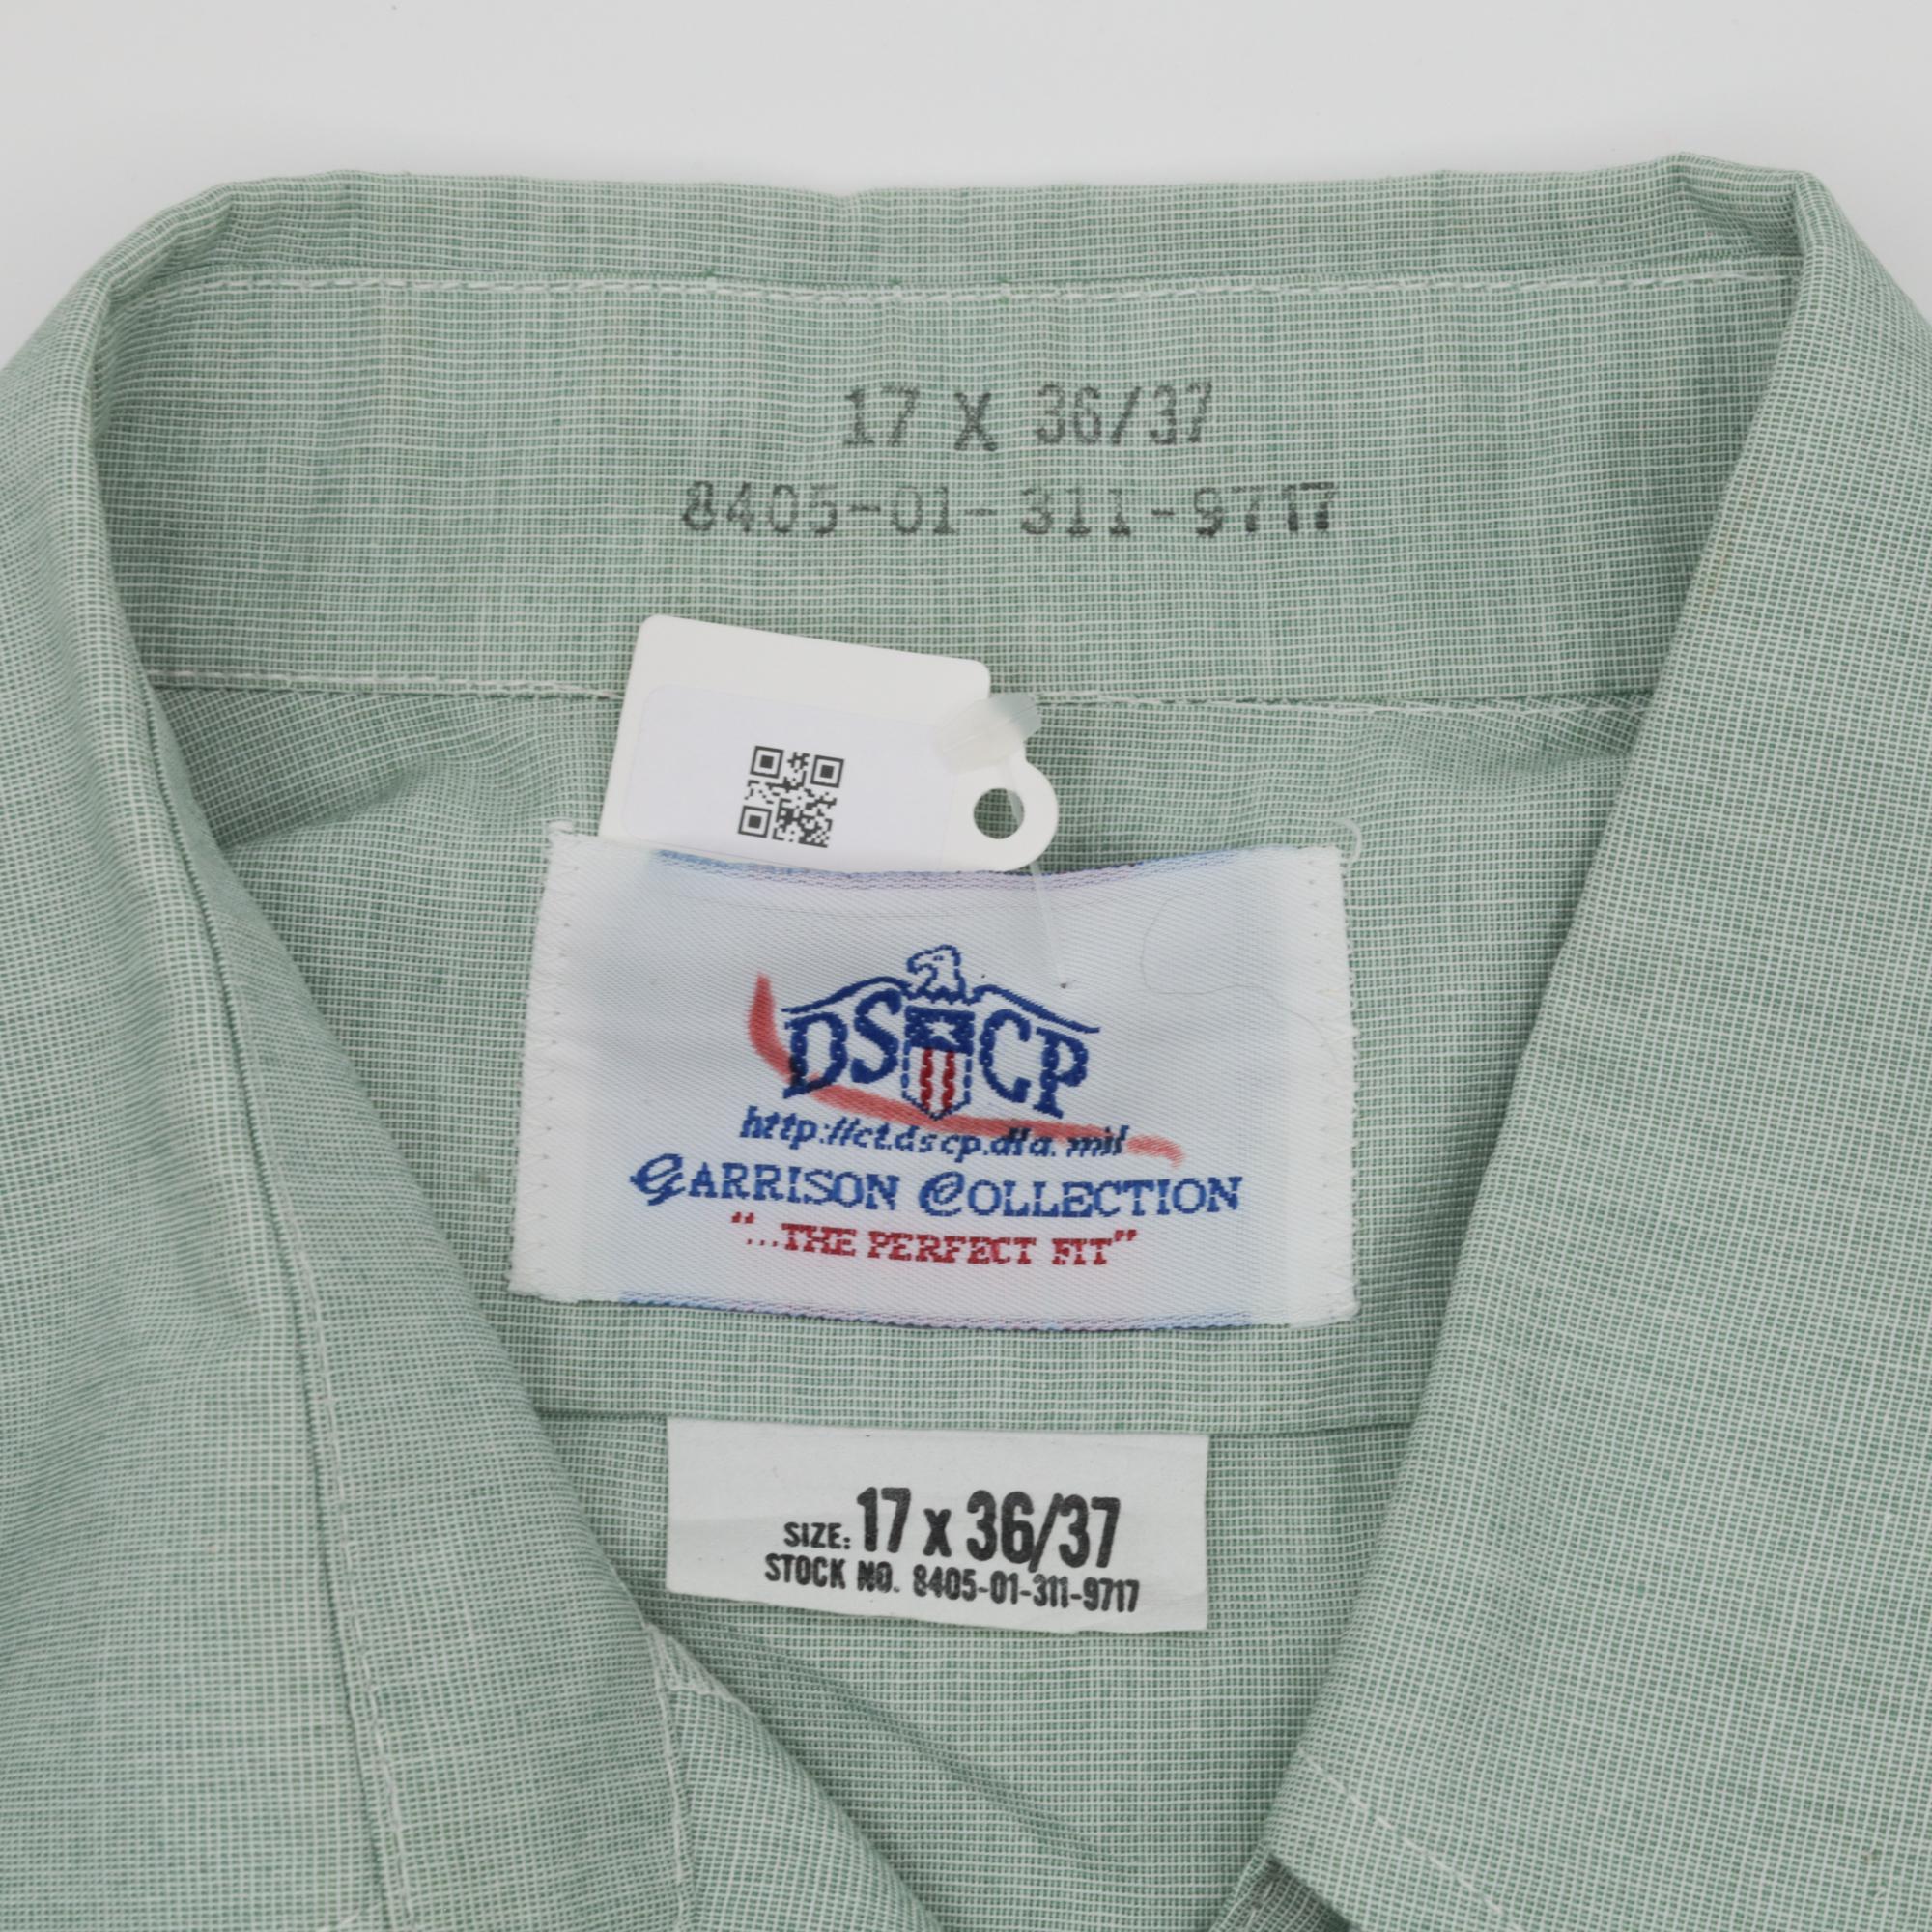 17 X 36/37
8405-01-311-9717
DSCP
http://ct.dscp.dla.mil
GARRISON COLLECTION
"...THE PERFECT FIT"
SIZE: 17 x 36/37
STOCK NO. 8405-01-311-9717